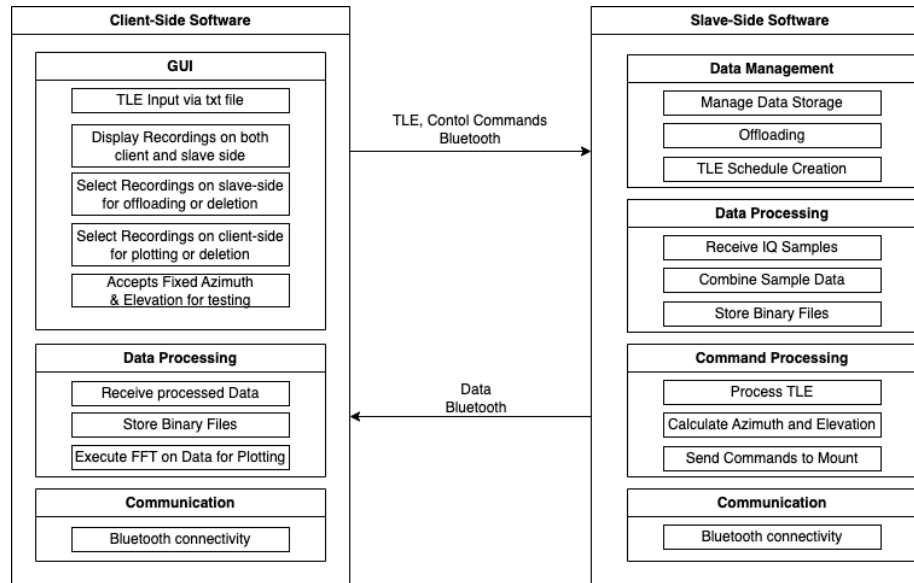 Client-Side Software
GUI
TLE Input via txt file
Display Recordings on both
client and slave side
Select Recordings on slave-side
for offloading or deletion
Select Recordings on client-side
for plotting or deletion
Accepts Fixed Azimuth
& Elevation for testing
Data Processing
Receive processed Data
Store Binary Files
Execute FFT on Data for Plotting
Communication
Bluetooth connectivity
TLE, Contol Commands
Bluetooth
Data
Bluetooth
Slave-Side Software
Data Management
Manage Data Storage
Offloading
TLE Schedule Creation
Data Processing
Receive IQ Samples
Combine Sample Data
Store Binary Files
Command Processing
Process TLE
Calculate Azimuth and Elevation
Send Commands to Mount
Communication
Bluetooth connectivity